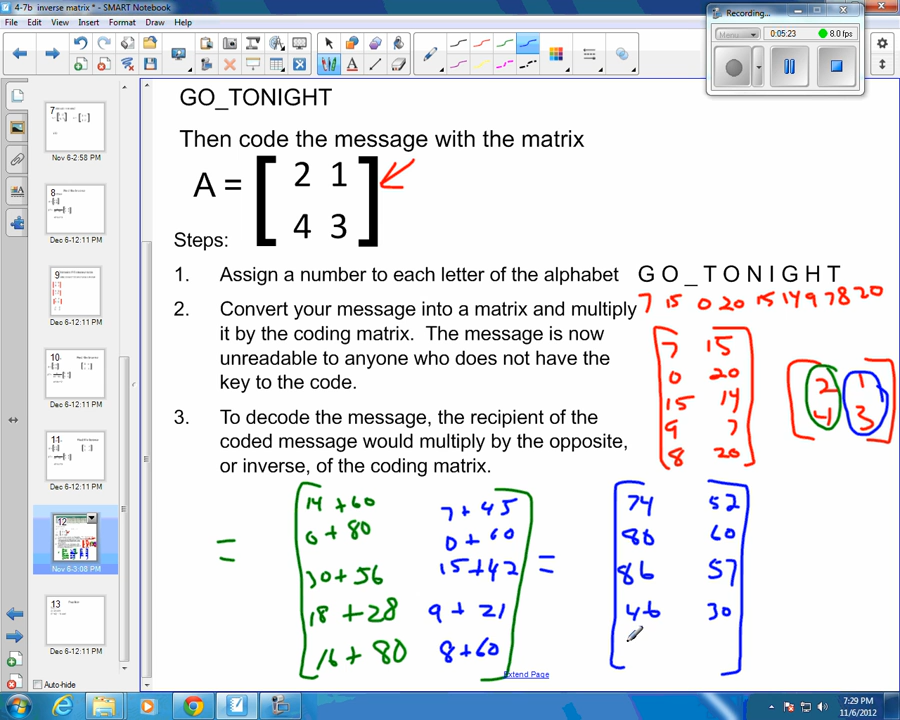 4-7b inverse matrix * - SMART Notebook
File Edit View Insert Format Draw Help
Recording...
Menu
0:05:23
8.0 fps
7
Nov 6-2:58 PM
8
Dec 6-12:11 PM
9
Dec 6-12:11 PM
10
Dec 6-12:11 PM
11
Dec 6-12:11 PM
12
Nov 6-3:08 PM
13
Dec 6-12:11 PM
Auto-hide
GO_TONIGHT
Then code the message with the matrix
A = [ 2 1
4 3 ]
Steps:
1. Assign a number to each letter of the alphabet
G O _ T O N I G H T
7 15 0 20 15 14 9 7 8 20
2. Convert your message into a matrix and multiply
it by the coding matrix. The message is now
unreadable to anyone who does not have the
key to the code.
3. To decode the message, the recipient of the
coded message would multiply by the opposite,
or inverse, of the coding matrix.
7 15
0 20
15 14
9 7
8 20
2 1
4 3
=
14 + 60 7 + 45
0 + 80 0 + 60
30 + 56 15 + 42
18 + 28 9 + 21
16 + 80 8 + 60
=
74 52
80 60
86 57
46 30
Extend Page
7:29 PM
11/6/2012